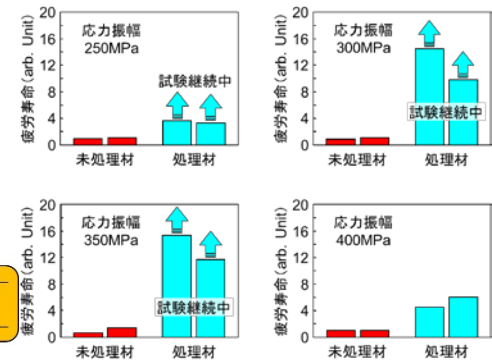 疲労寿命(arb. Unit)
20
16
12
8
4
0
応力振幅
250MPa
試験継続中
未処理材
処理材
疲労寿命(arb. Unit)
20
16
12
8
4
0
応力振幅
300MPa
試験継続中
未処理材
処理材
疲労寿命(arb. Unit)
20
16
12
8
4
0
応力振幅
350MPa
試験継続中
未処理材
処理材
疲労寿命(arb. Unit)
20
16
12
8
4
0
応力振幅
400MPa
未処理材
処理材